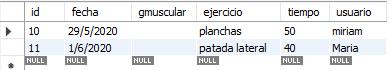 id fecha gmuscular ejercicio tiempo usuario
10 29/5/2020 planchas 50 miriam
11 1/6/2020 patada lateral 40 Maria
NULL NULL NULL NULL NULL NULL